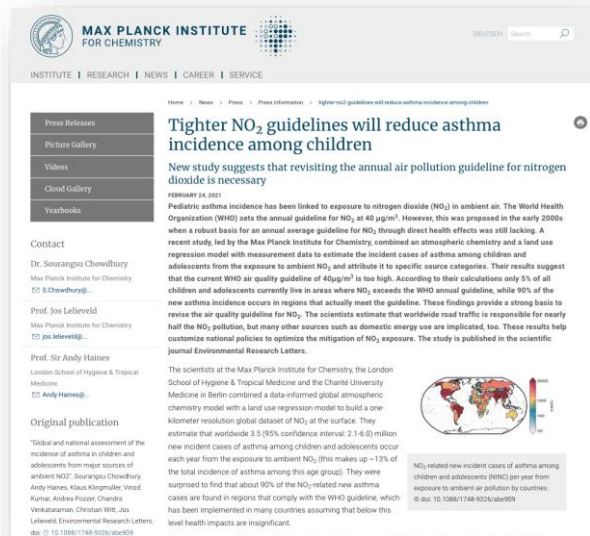 MAX PLANCK INSTITUTE
FOR CHEMISTRY
DEUTSCH
Search
INSTITUTE | RESEARCH | NEWS | CAREER | SERVICE
Home > News > Press > Press information > tighter-no2-guidelines-will-reduce-asthma-incidence-among-children
Press Releases
Picture Gallery
Videos
Cloud Gallery
Yearbooks
Contact
Dr. Sourangsu Chowdhury
Max Planck Institute for Chemistry
S.Chowdhury@...
Prof. Jos Lelieveld
Max Planck Institute for Chemistry
jos.lelieveld@...
Prof. Sir Andy Haines
London School of Hygiene & Tropical
Medicine
Andy.Haines@...
Original publication
"Global and national assessment of the
incidence of asthma in children and
adolescents from major sources of
ambient NO2", Sourangsu Chowdhury,
Andy Haines, Klaus Klingmüller, Vinod
Kumar, Andrea Pozzer, Chandra
Venkataraman, Christian Witt, Jos
Lelieveld, Environmental Research Letters,
doi: 10.1088/1748-9326/abe909
Tighter NO₂ guidelines will reduce asthma
incidence among children
New study suggests that revisiting the annual air pollution guideline for nitrogen
dioxide is necessary
FEBRUARY 24, 2021
Pediatric asthma incidence has been linked to exposure to nitrogen dioxide (NO₂) in ambient air. The World Health
Organization (WHO) sets the annual guideline for NO₂ at 40 µg/m³. However, this was proposed in the early 2000s
when a robust basis for an annual average guideline for NO₂ through direct health effects was still lacking. A
recent study, led by the Max Planck Institute for Chemistry, combined an atmospheric chemistry and a land use
regression model with measurement data to estimate the incident cases of asthma among children and
adolescents from the exposure to ambient NO₂ and attribute it to specific source categories. Their results suggest
that the current WHO air quality guideline of 40µg/m³ is too high. According to their calculations only 5% of all
children and adolescents currently live in areas where NO₂ exceeds the WHO annual guideline, while 90% of the
new asthma incidence occurs in regions that actually meet the guideline. These findings provide a strong basis to
revise the air quality guideline for NO₂. The scientists estimate that worldwide road traffic is responsible for nearly
half the NO₂ pollution, but many other sources such as domestic energy use are implicated, too. These results help
customize national policies to optimize the mitigation of NO₂ exposure. The study is published in the scientific
journal Environmental Research Letters.
The scientists at the Max Planck Institute for Chemistry, the London
School of Hygiene & Tropical Medicine and the Charité University
Medicine in Berlin combined a data-informed global atmospheric
chemistry model with a land use regression model to build a one-
kilometer resolution global dataset of NO₂ at the surface. They
estimate that worldwide 3.5 (95% confidence interval: 2.1-6.0) million
new incident cases of asthma among children and adolescents occur
each year from the exposure to ambient NO₂ (this makes up ~13% of
the total incidence of asthma among this age group). They were
surprised to find that about 90% of the NO₂-related new asthma
cases are found in regions that comply with the WHO guideline, which
has been implemented in many countries assuming that below this
level health impacts are insignificant.
NO₂-related new incident cases of asthma among
children and adolescents (NINC) per year from
exposure to ambient air pollution by countries.
© doi: 10.1088/1748-9326/abe909